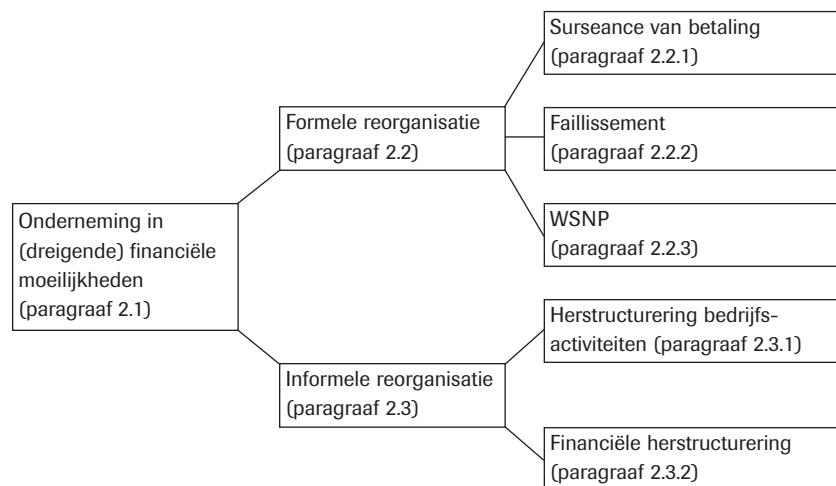 Surseance van betaling
(paragraaf 2.2.1)
Formele reorganisatie
(paragraaf 2.2)
Faillissement
(paragraaf 2.2.2)
Onderneming in
(dreigende) financiële
moeilijkheden
(paragraaf 2.1)
WSNP
(paragraaf 2.2.3)
Herstructurering bedrijfs-
activiteiten (paragraaf 2.3.1)
Informele reorganisatie
(paragraaf 2.3)
Financiële herstructurering
(paragraaf 2.3.2)